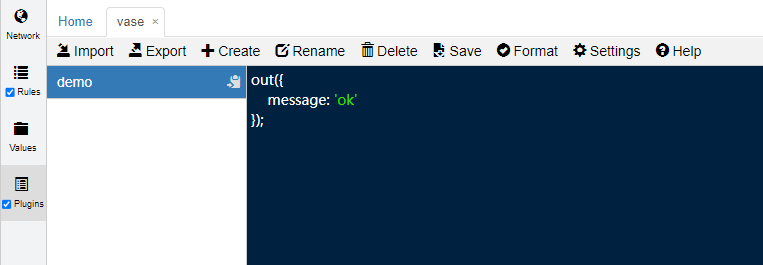 Network
Rules
Values
Plugins
Home
vase ×
Import Export Create Rename Delete Save Format Settings Help
demo
out({
    message: 'ok'
});